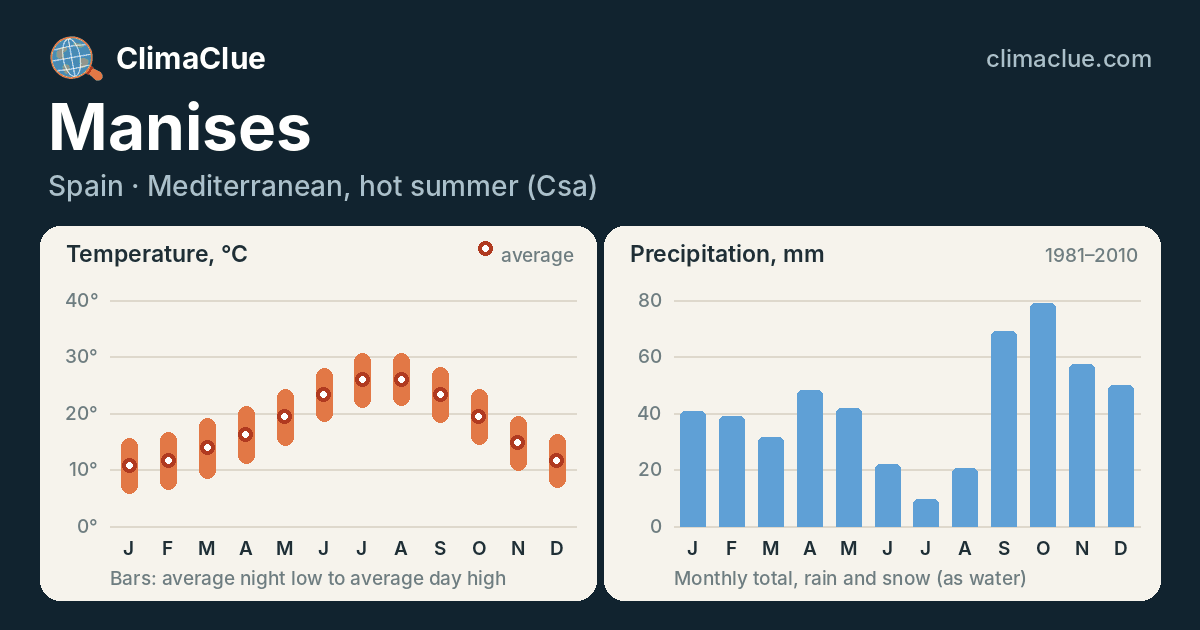 ClimaClue
climaclue.com
Manises
Spain · Mediterranean, hot summer (Csa)
Temperature, °C
average
40°
30°
20°
10°
0°
J F M A M J J A S O N D
Bars: average night low to average day high
Precipitation, mm
1981–2010
80
60
40
20
0
J F M A M J J A S O N D
Monthly total, rain and snow (as water)